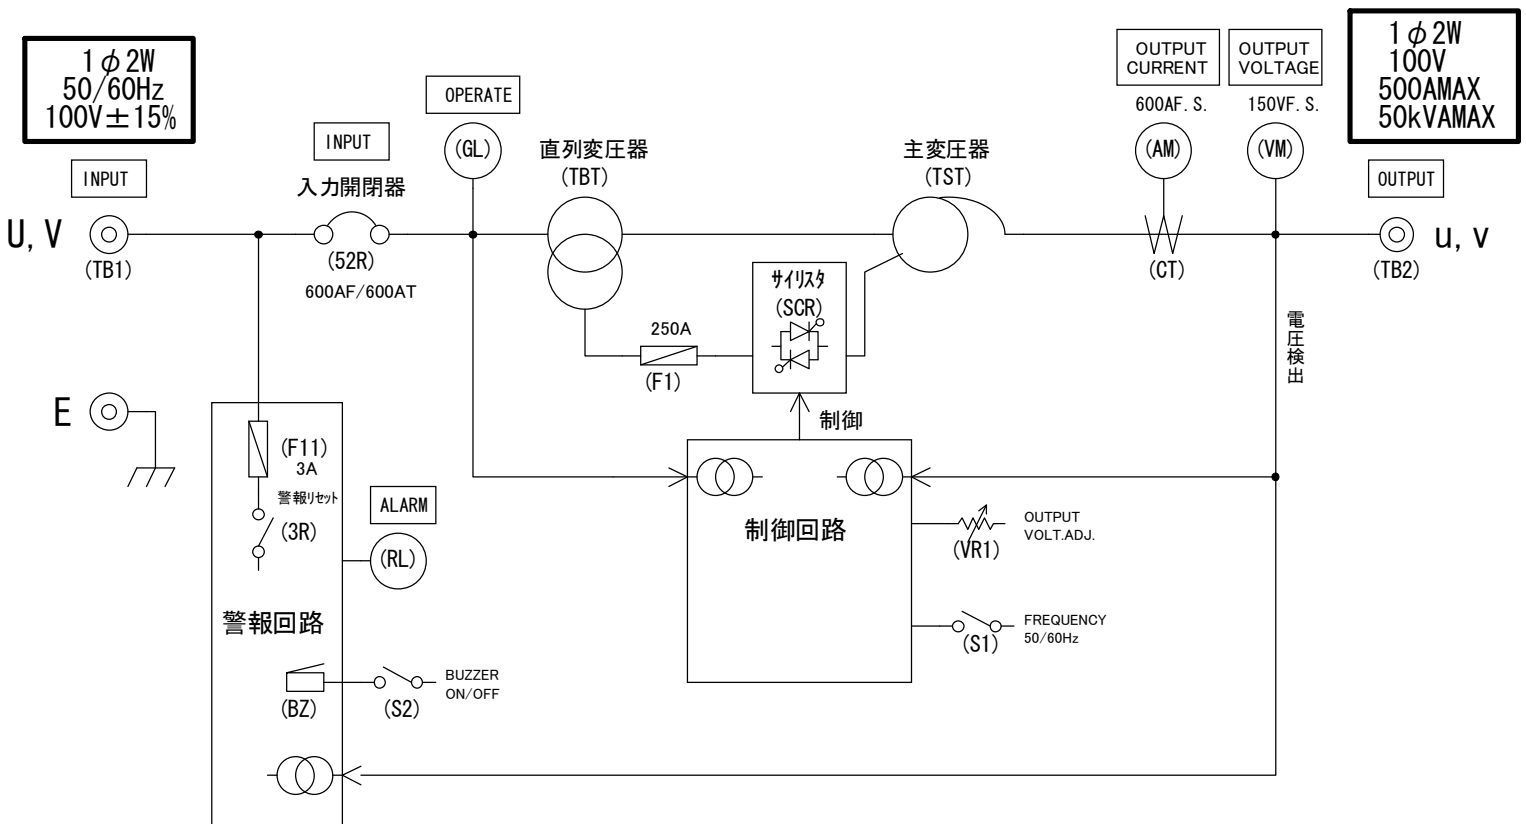 1φ2W
50/60Hz
100V±15%
INPUT
U, V
(TB1)
INPUT
入力開閉器
(52R)
600AF/600AT
OPERATE
(GL)
直列変圧器
(TBT)
主変圧器
(TST)
OUTPUT
CURRENT
600AF. S.
(AM)
(CT)
OUTPUT
VOLTAGE
150VF. S.
(VM)
1φ2W
100V
500AMAX
50kVAMAX
OUTPUT
u, v
(TB2)
サイリスタ
(SCR)
250A
(F1)
電圧検出
E
制御
(F11)
3A
警報リセット
(3R)
ALARM
(RL)
制御回路
(VR1)
OUTPUT
VOLT.ADJ.
警報回路
(S1)
FREQUENCY
50/60Hz
(BZ)
(S2)
BUZZER
ON/OFF